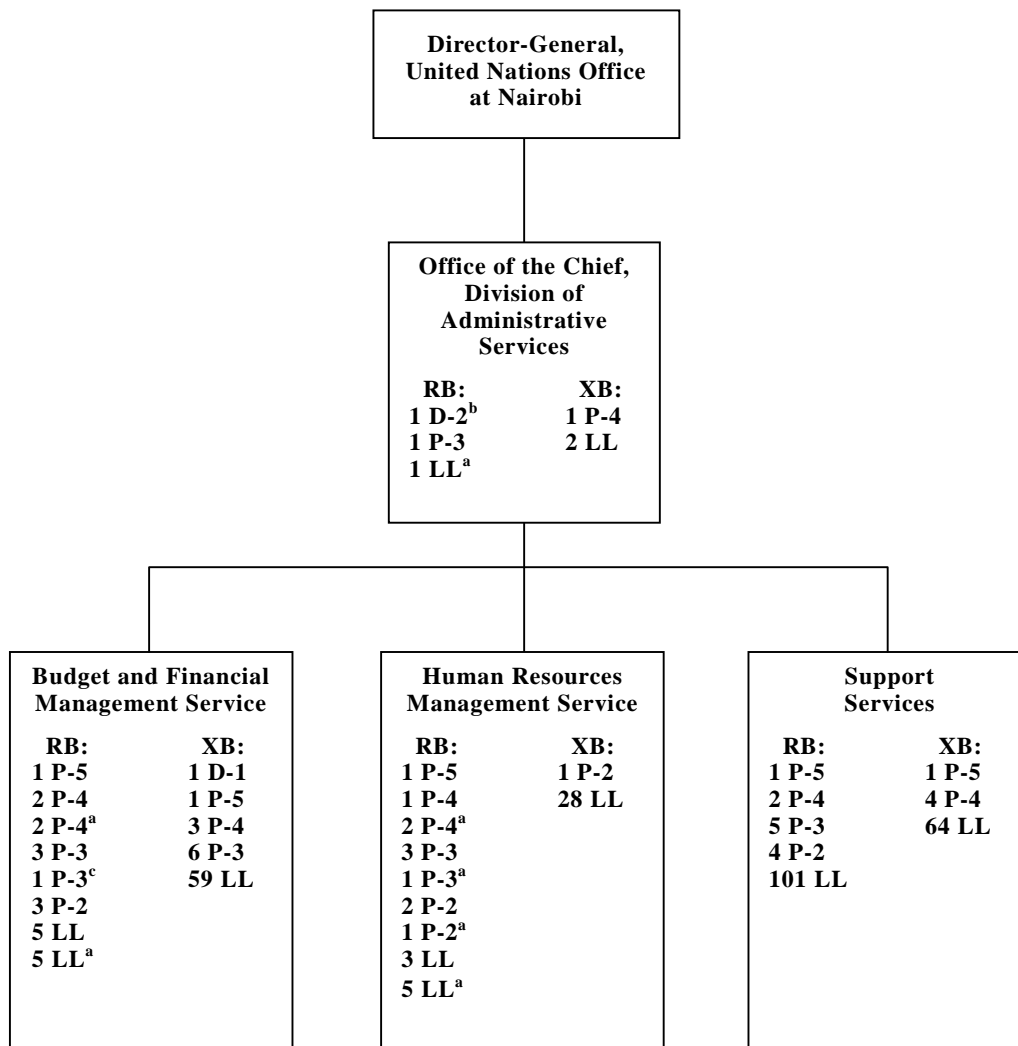 Director-General,
United Nations Office
at Nairobi
Office of the Chief,
Division of
Administrative
Services
RB:
1 D-2b
1 P-3
1 LLa
XB:
1 P-4
2 LL
Budget and Financial
Management Service
RB:
1 P-5
2 P-4
2 P-4a
3 P-3
1 P-3c
3 P-2
5 LL
5 LLa
XB:
1 D-1
1 P-5
3 P-4
6 P-3
59 LL
Human Resources
Management Service
RB:
1 P-5
1 P-4
2 P-4a
3 P-3
1 P-3a
2 P-2
1 P-2a
3 LL
5 LLa
XB:
1 P-2
28 LL
Support
Services
RB:
1 P-5
2 P-4
5 P-3
4 P-2
101 LL
XB:
1 P-5
4 P-4
64 LL